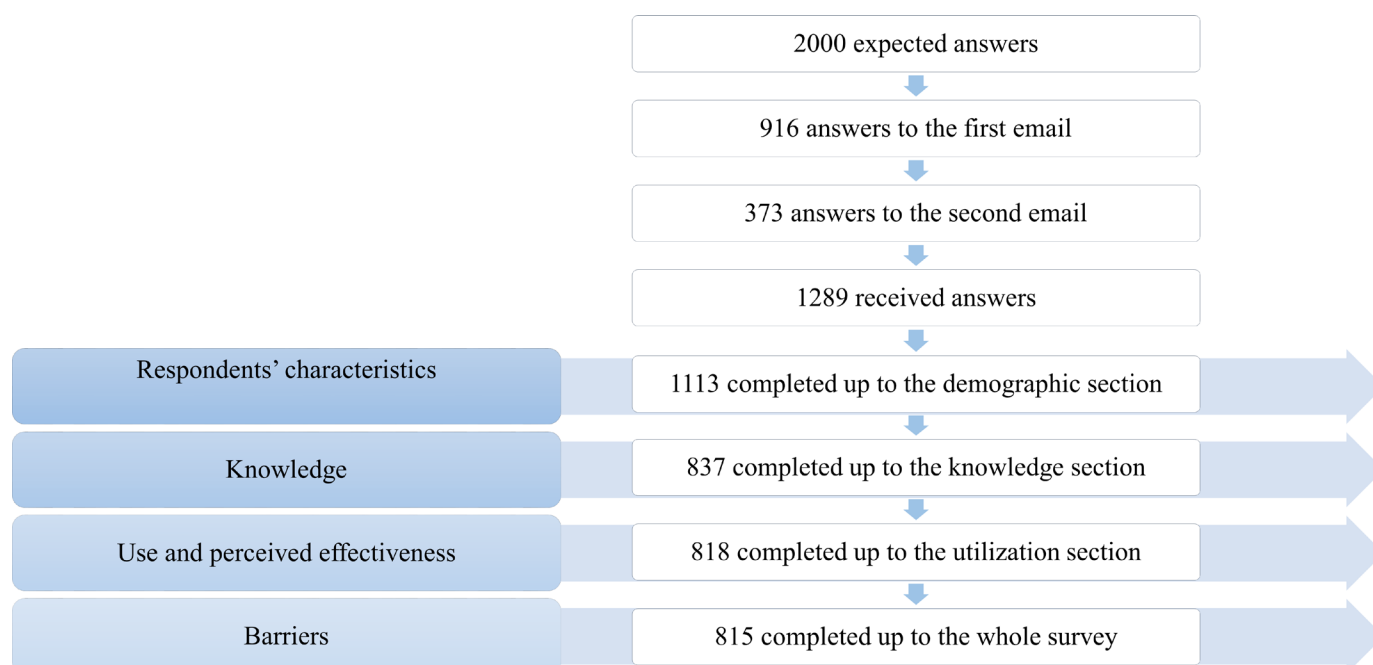 2000 expected answers
916 answers to the first email
373 answers to the second email
1289 received answers
Respondents’ characteristics
1113 completed up to the demographic section
Knowledge
837 completed up to the knowledge section
Use and perceived effectiveness
818 completed up to the utilization section
Barriers
815 completed up to the whole survey